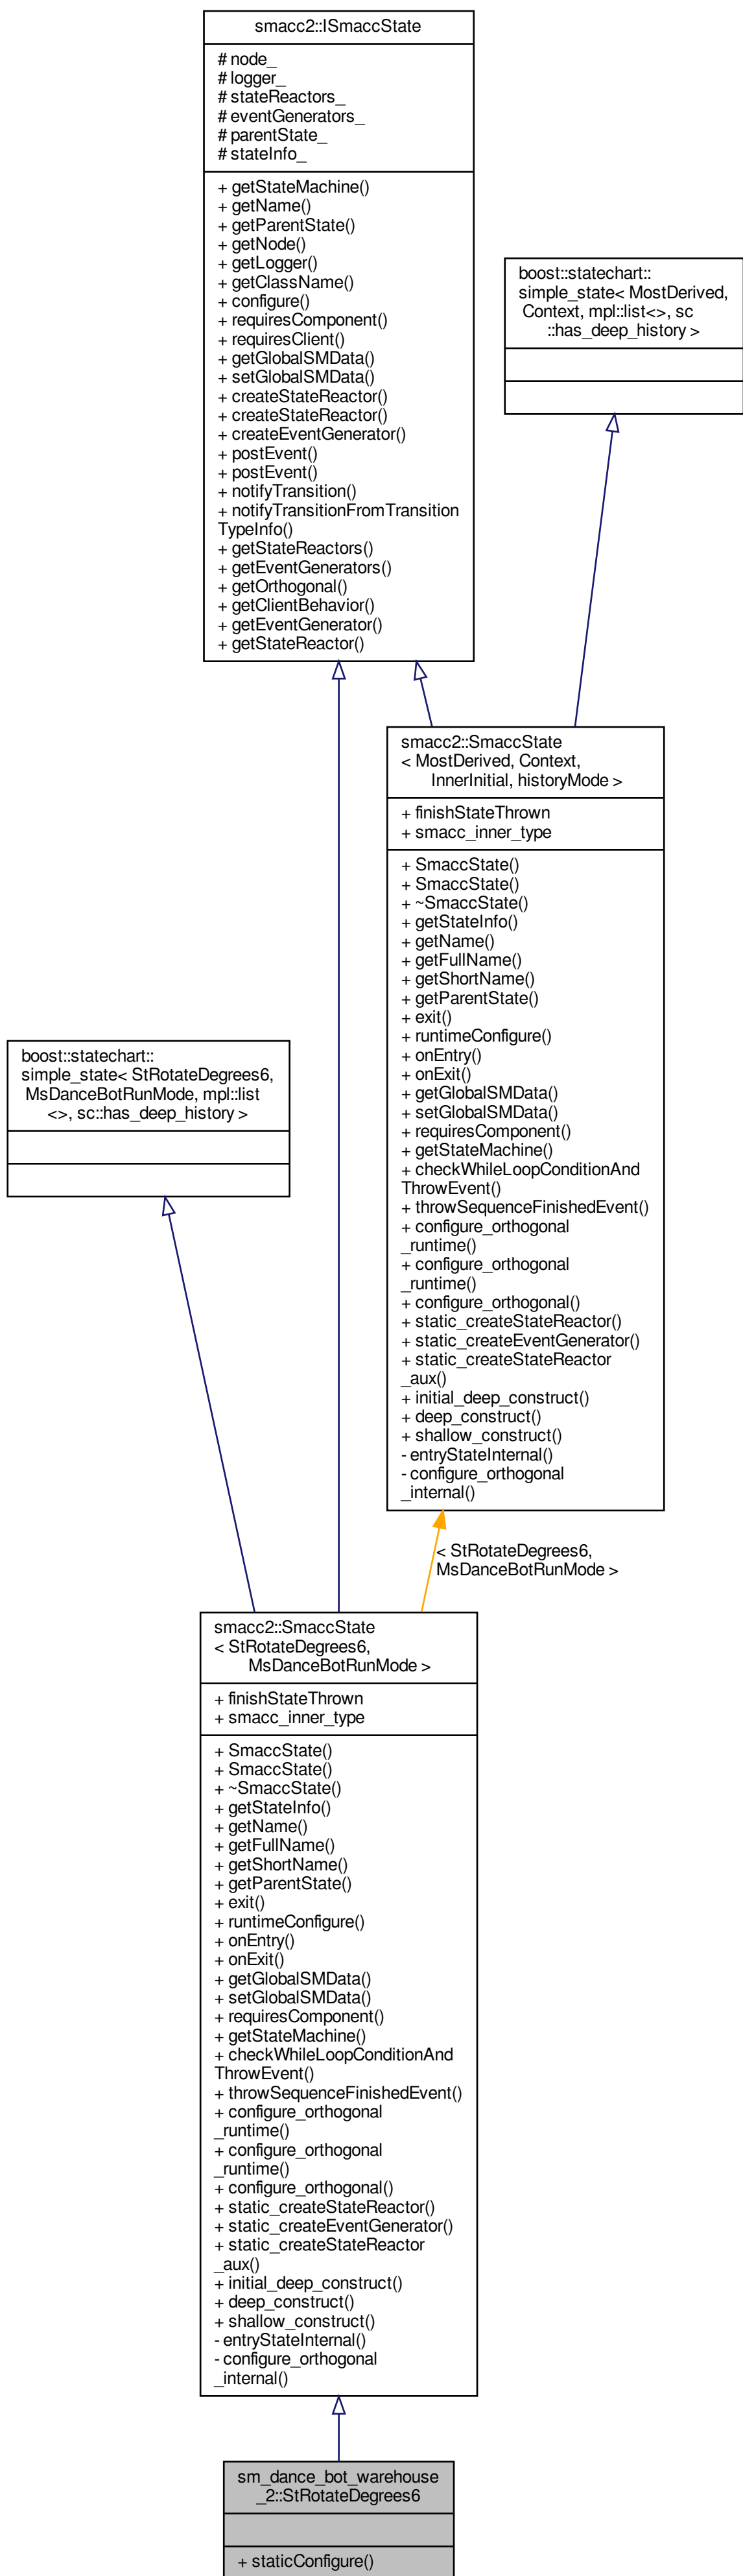 smacc2::ISmaccState
# node_
# logger_
# stateReactors_
# eventGenerators_
# parentState_
# stateInfo_
+ getStateMachine()
+ getName()
+ getParentState()
+ getNode()
+ getLogger()
+ getClassName()
+ configure()
+ requiresComponent()
+ requiresClient()
+ getGlobalSMData()
+ setGlobalSMData()
+ createStateReactor()
+ createStateReactor()
+ createEventGenerator()
+ postEvent()
+ postEvent()
+ notifyTransition()
+ notifyTransitionFromTransition
TypeInfo()
+ getStateReactors()
+ getEventGenerators()
+ getOrthogonal()
+ getClientBehavior()
+ getEventGenerator()
+ getStateReactor()
boost::statechart::
simple_state< MostDerived,
Context, mpl::list<>, sc
::has_deep_history >
smacc2::SmaccState
< MostDerived, Context,
InnerInitial, historyMode >
+ finishStateThrown
+ smacc_inner_type
+ SmaccState()
+ SmaccState()
+ ~SmaccState()
+ getStateInfo()
+ getName()
+ getFullName()
+ getShortName()
+ getParentState()
+ exit()
+ runtimeConfigure()
+ onEntry()
+ onExit()
+ getGlobalSMData()
+ setGlobalSMData()
+ requiresComponent()
+ getStateMachine()
+ checkWhileLoopConditionAnd
ThrowEvent()
+ throwSequenceFinishedEvent()
+ configure_orthogonal
_runtime()
+ configure_orthogonal
_runtime()
+ configure_orthogonal()
+ static_createStateReactor()
+ static_createEventGenerator()
+ static_createStateReactor
_aux()
+ initial_deep_construct()
+ deep_construct()
+ shallow_construct()
- entryStateInternal()
- configure_orthogonal
_internal()
boost::statechart::
simple_state< StRotateDegrees6,
MsDanceBotRunMode, mpl::list
<>, sc::has_deep_history >
< StRotateDegrees6,
MsDanceBotRunMode >
smacc2::SmaccState
< StRotateDegrees6,
MsDanceBotRunMode >
+ finishStateThrown
+ smacc_inner_type
+ SmaccState()
+ SmaccState()
+ ~SmaccState()
+ getStateInfo()
+ getName()
+ getFullName()
+ getShortName()
+ getParentState()
+ exit()
+ runtimeConfigure()
+ onEntry()
+ onExit()
+ getGlobalSMData()
+ setGlobalSMData()
+ requiresComponent()
+ getStateMachine()
+ checkWhileLoopConditionAnd
ThrowEvent()
+ throwSequenceFinishedEvent()
+ configure_orthogonal
_runtime()
+ configure_orthogonal
_runtime()
+ configure_orthogonal()
+ static_createStateReactor()
+ static_createEventGenerator()
+ static_createStateReactor
_aux()
+ initial_deep_construct()
+ deep_construct()
+ shallow_construct()
- entryStateInternal()
- configure_orthogonal
_internal()
sm_dance_bot_warehouse
_2::StRotateDegrees6
+ staticConfigure()